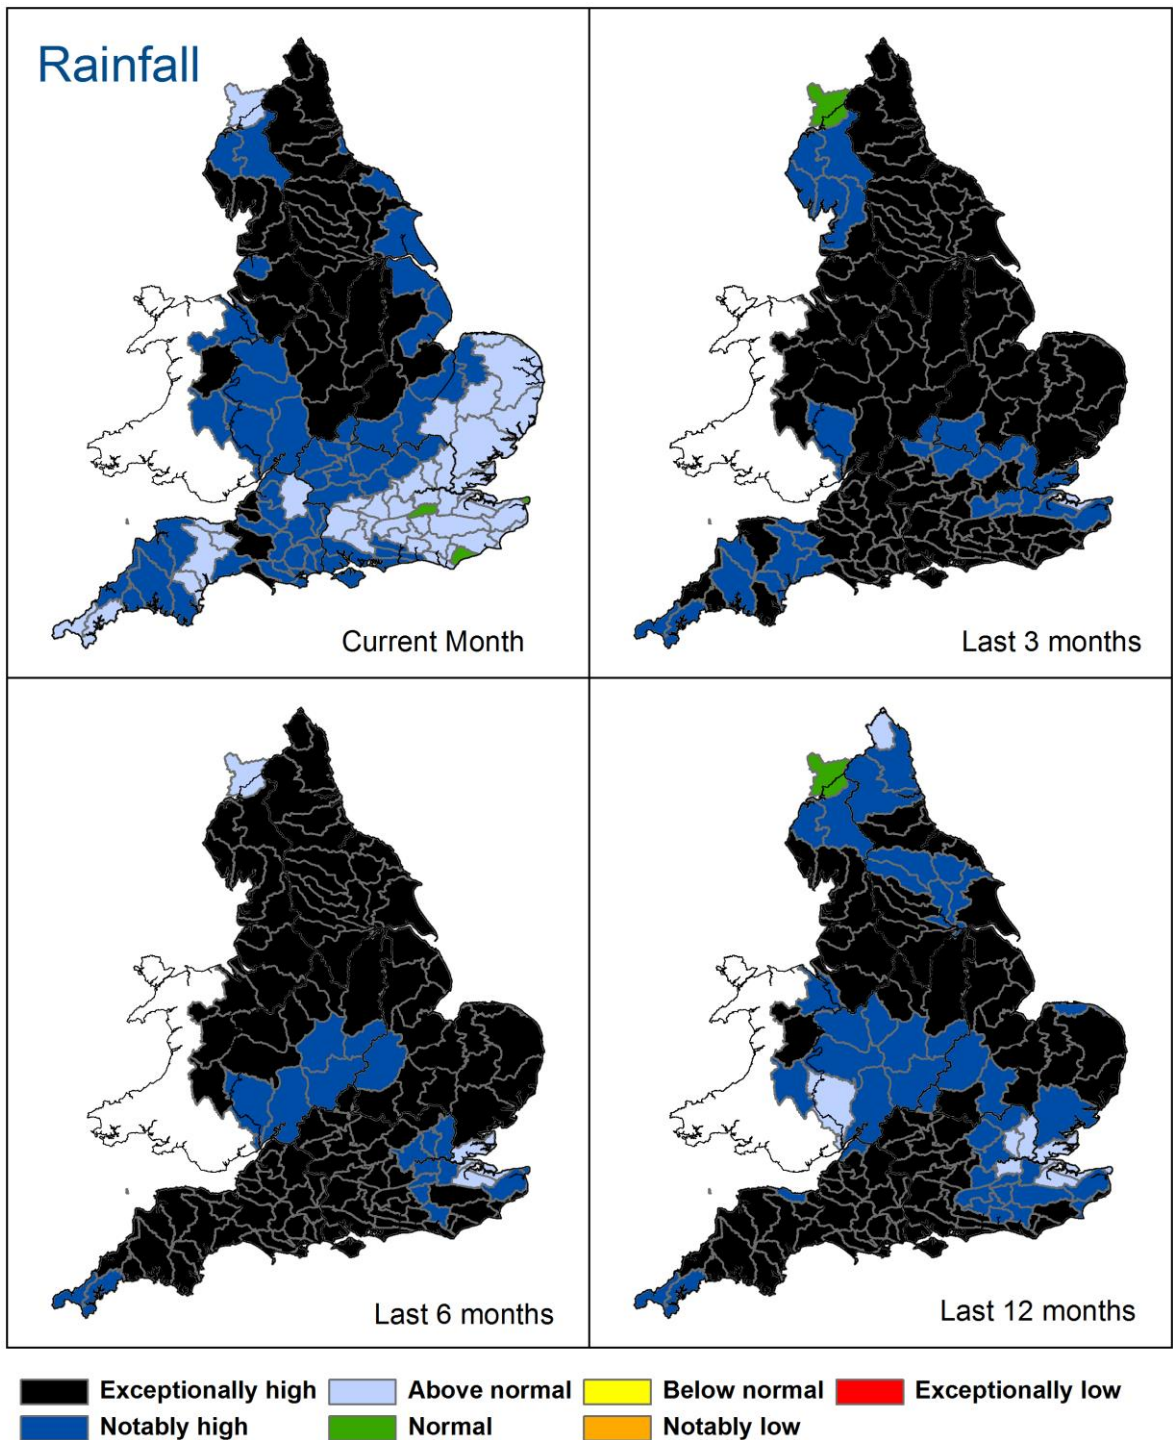 Rainfall
Current Month
Last 3 months
Last 6 months
Last 12 months
Exceptionally high
Above normal
Below normal
Exceptionally low
Notably high
Normal
Notably low